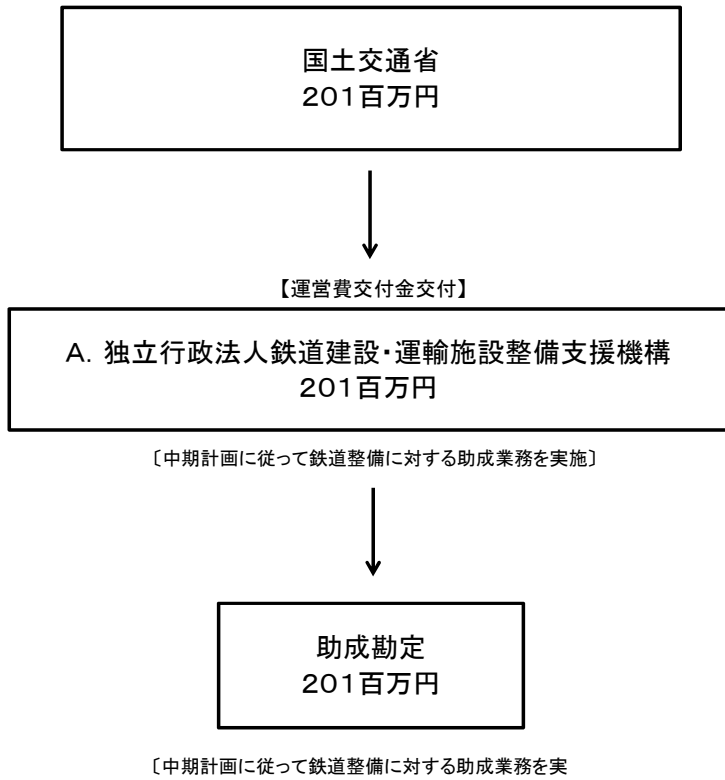 国土交通省
２０１百万円
【運営費交付金交付】
Ａ．独立行政法人鉄道建設・運輸施設整備支援機構
２０１百万円
〔中期計画に従って鉄道整備に対する助成業務を実施〕
助成勘定
２０１百万円
〔中期計画に従って鉄道整備に対する助成業務を実